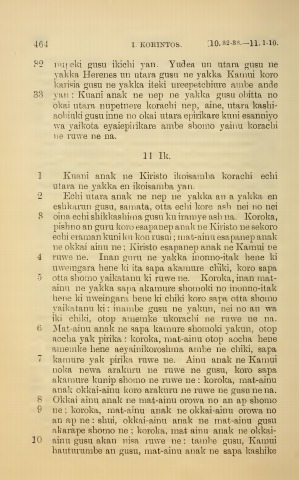 464 I. KORINTOS. [10. 32-33.—11. 1-10.
32 nu eki gusu ikichi yan. Yudea un utara gusu ne
yakka Herenes un utara gusu ne yakka Kamui koro
karisia gusu ne yakka iteki ureepetchiure ambe ande
33 yan: Kuani anak ne nep ne yakka gusu obitta no
okai utara nupetnere korachi nep, aine, utara kashi-
achiuki gusu inne no okai utara epirikare kuni esanniyo
wa yaikota eyaiepirikare ambe shomo yainu korachi
ne ruwe ne na.
11 Ik.
1 Kuani anak ne Kiristo ikoisamba korachi echi
utara ne yakka en ikoisamba yan.
2 Echi utara anak ne nep ne yakka an a yakka en
eshkarun gusu, samata, otta echi kore ash nei no nei
3 oina echi shikkashima gusu ku iramye ash na. Koroka,
pishno an guru koro esapanep anak ne Kiristo ne sekoro
echi eraman kuni ku kon rusui; mat-ainu esapanep anak
ne okkai ainu ne; Kiristo esapanep anak ne Kamui ne
4 ruwe ne. Inan guru ne yakka inonno-itak hene ki
uweingara hene ki ita sapa akamure chiki, koro sapa
5 otta shomo yaikatanu ki ruwe ne. Koroka, inan mat-
ainu ne yakka sapa akamure shomoki no inonno-itak
hene ki uweingara hene ki chiki koro sapa otta shomo
yaikatanu ki: inambe gusu ne yakun, nei no an wa
iki chiki, otop amemke ukorachi ne ruwe ne na.
6 Mat-ainu anak ne sapa kamure shomoki yakun, otop
aocha yak pirika: koroka, mat-ainu otop aocha hene
amemke hene aeyainikoroshma ambe ne chiki, sapa
7 kamure yak pirika ruwe ne. Ainu anak ne Kamui
noka newa arakuru ne ruwe ne gusu, koro sapa
akamure kunip shomo ne ruwe ne: koroka, mat-ainu
anak okkai-ainu koro arakuru ne ruwe ne gusu ne na.
8 Okkai ainu anak ne mat-ainu orowa no an ap shomo
9 ne; koroka, mat-ainu anak ne okkai-ainu orowa no
an ap ne: shui, okkai-ainu anak ne mat-ainu gusu
akarape shomo ne; koroka, mat ainu anak ne okkai-
10 ainu gusu akan nisa ruwe ne: tambe gusu, Kamui
hauturumbe an gusu, mat-ainu anak ne sapa kashike